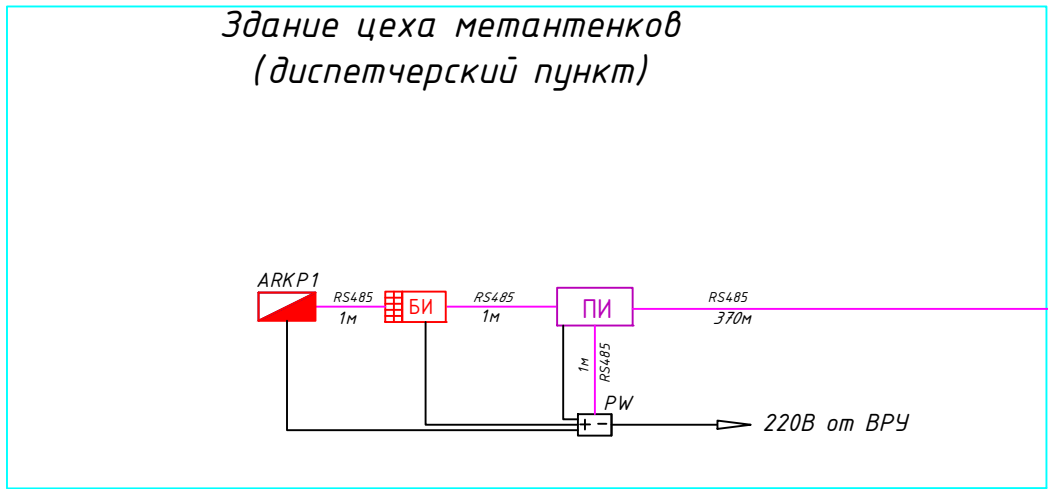 Здание цеха метантенков
(диспетчерский пункт)
ARKP1
RS485
1м
БИ
RS485
1м
ПИ
RS485
370м
1м
RS485
PW
+ -
220В от ВРУ